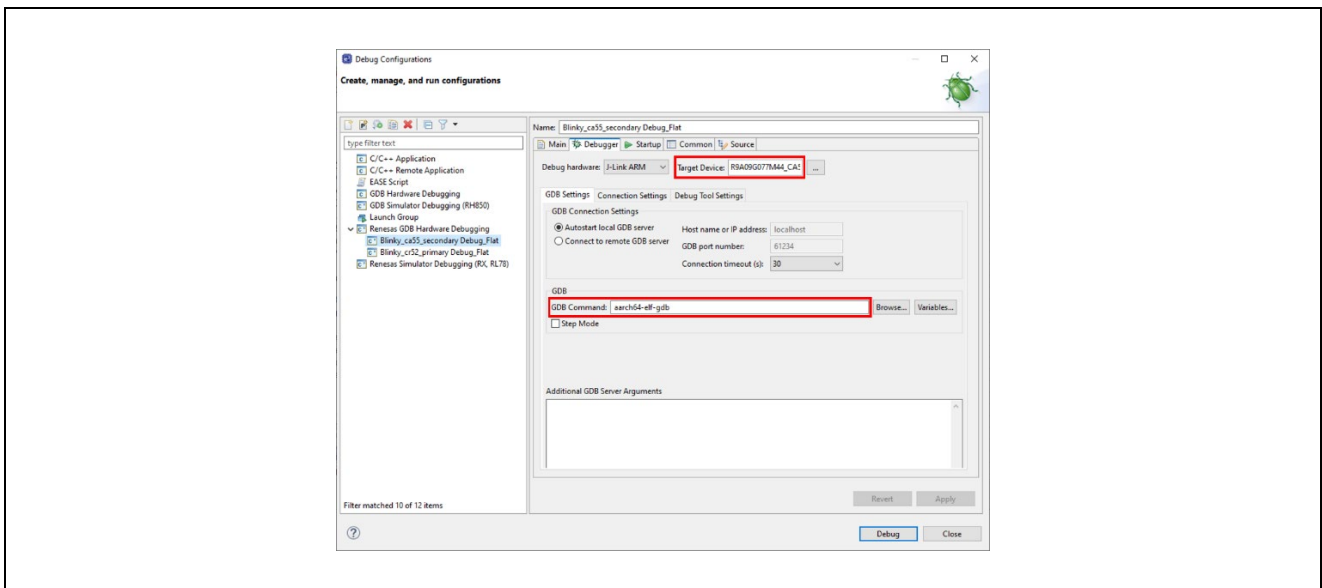 Debug Configurations
Create, manage, and run configurations
type filter text
C/C++ Application
C/C++ Remote Application
EASE Script
GDB Hardware Debugging
GDB Simulator Debugging (RH850)
Launch Group
Renesas GDB Hardware Debugging
Blinky_ca55_secondary Debug_Flat
Blinky_cr52_primary Debug_Flat
Renesas Simulator Debugging (RX, RL78)
Filter matched 10 of 12 items
Name: Blinky_ca55_secondary Debug_Flat
Main Debugger Startup Common Source
Debug hardware: J-Link ARM Target Device: R9A09G077M44_CA5 ...
GDB Settings Connection Settings Debug Tool Settings
GDB Connection Settings
Autostart local GDB server Host name or IP address: localhost
Connect to remote GDB server GDB port number: 61234
Connection timeout (s): 30
GDB
GDB Command: aarch64-elf-gdb Browse... Variables...
Step Mode
Additional GDB Server Arguments
Revert Apply
Debug Close